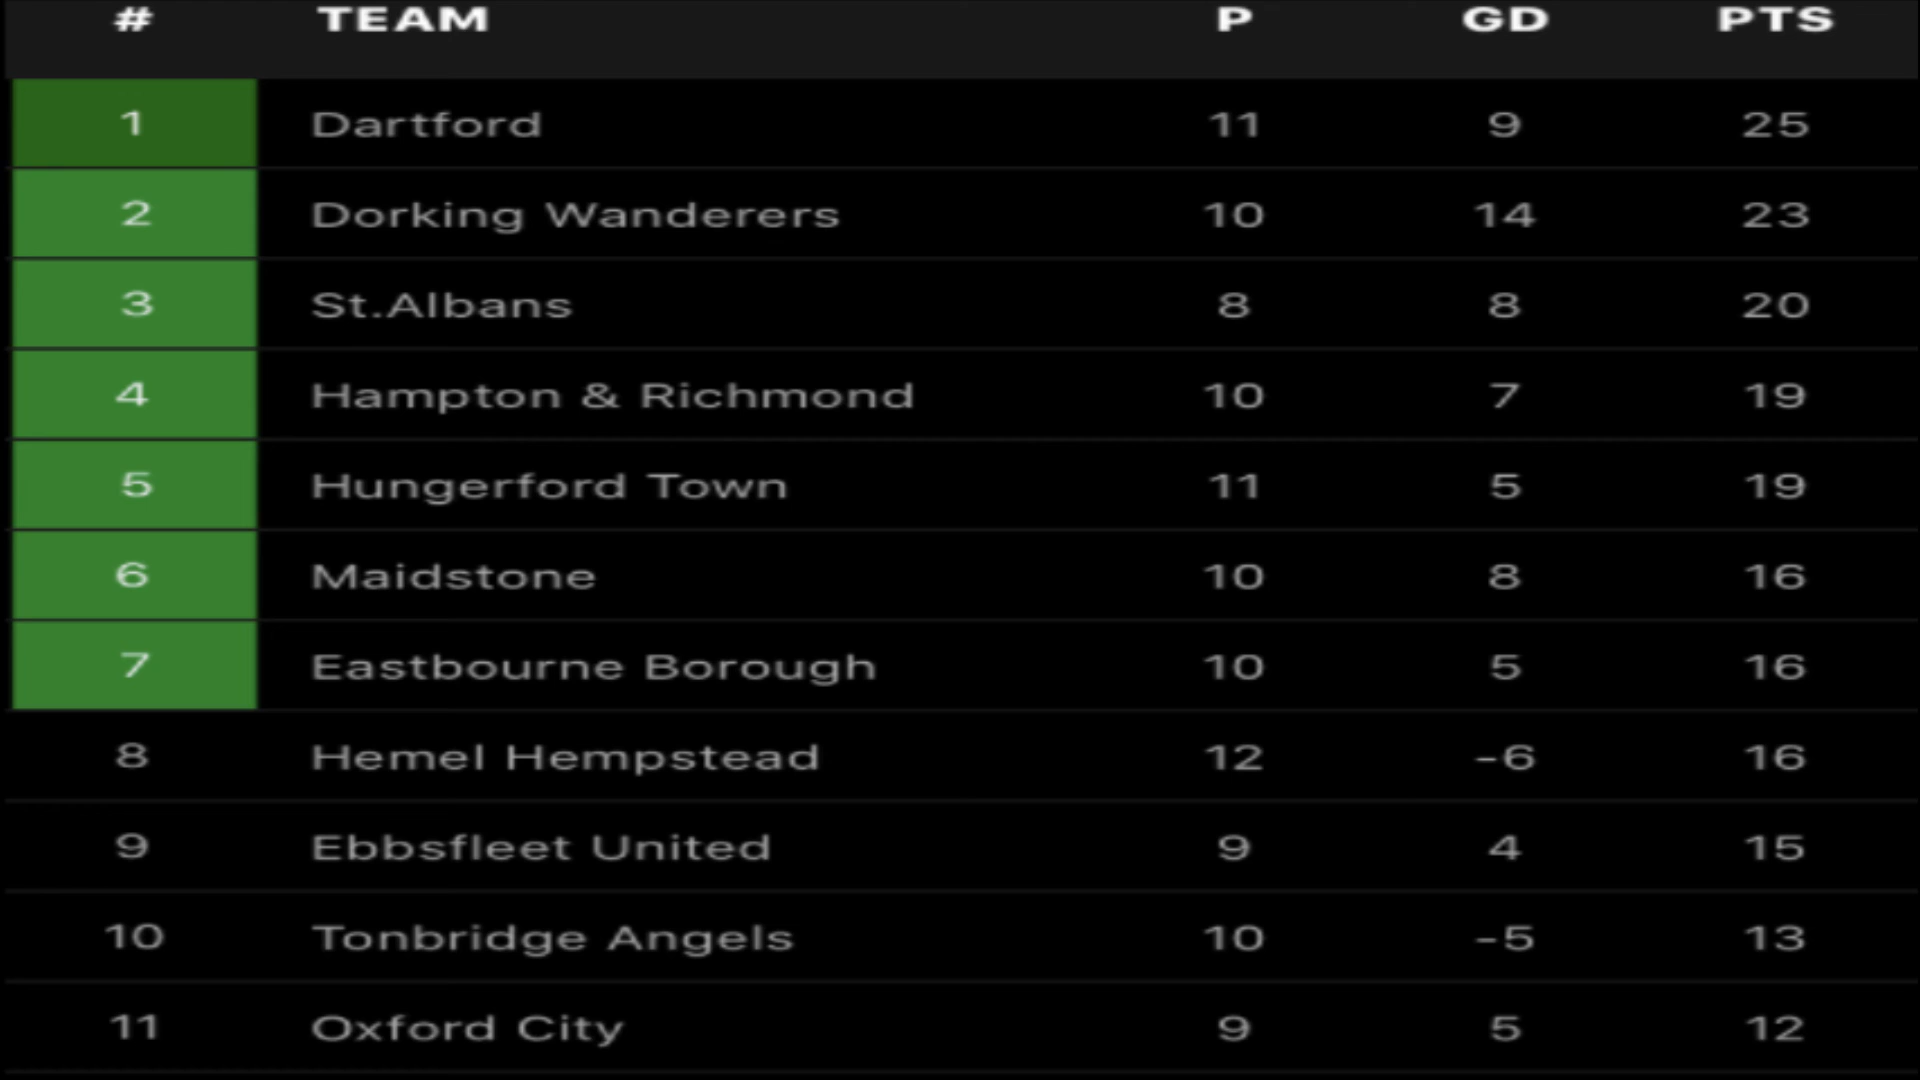 # TEAM P GD PTS
1 Dartford 11 9 25
2 Dorking Wanderers 10 14 23
3 St.Albans 8 8 20
4 Hampton & Richmond 10 7 19
5 Hungerford Town 11 5 19
6 Maidstone 10 8 16
7 Eastbourne Borough 10 5 16
8 Hemel Hempstead 12 -6 16
9 Ebbsfleet United 9 4 15
10 Tonbridge Angels 10 -5 13
11 Oxford City 9 5 12